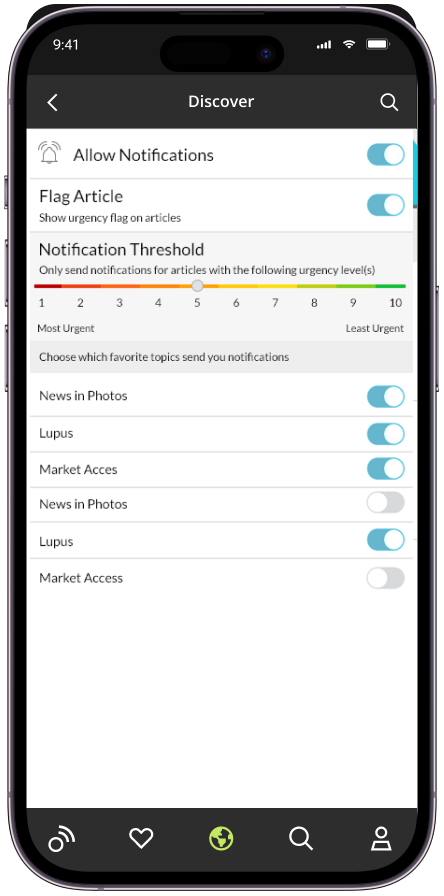 9:41
Discover
Allow Notifications
Flag Article
Show urgency flag on articles
Notification Threshold
Only send notifications for articles with the following urgency level(s)
1 2 3 4 5 6 7 8 9 10
Most Urgent Least Urgent
Choose which favorite topics send you notifications
News in Photos
Lupus
Market Acces
News in Photos
Lupus
Market Access